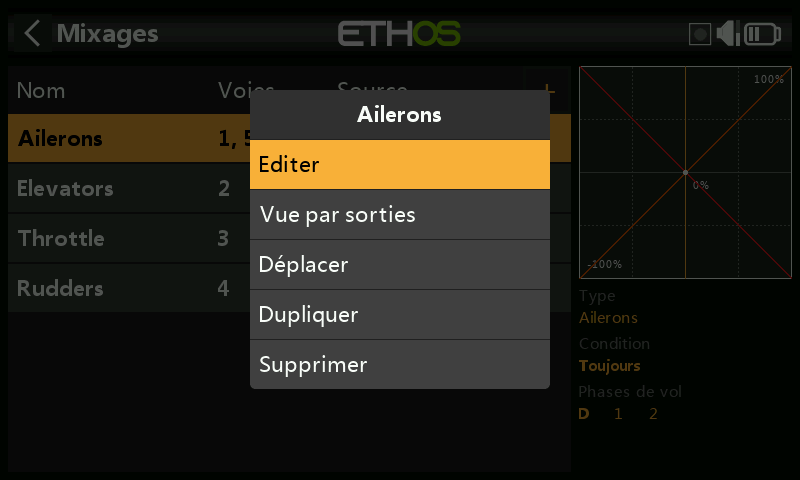 Mixages
ETHOS
Nom Voies Source +
100%
Ailerons
Ailerons 1, 5
Editer
Elevators 2
0%
Vue par sorties
Throttle 3
Déplacer
-100%
Rudders 4
Type
Dupliquer
Ailerons
Condition
Supprimer
Toujours
Phases de vol
D 1 2